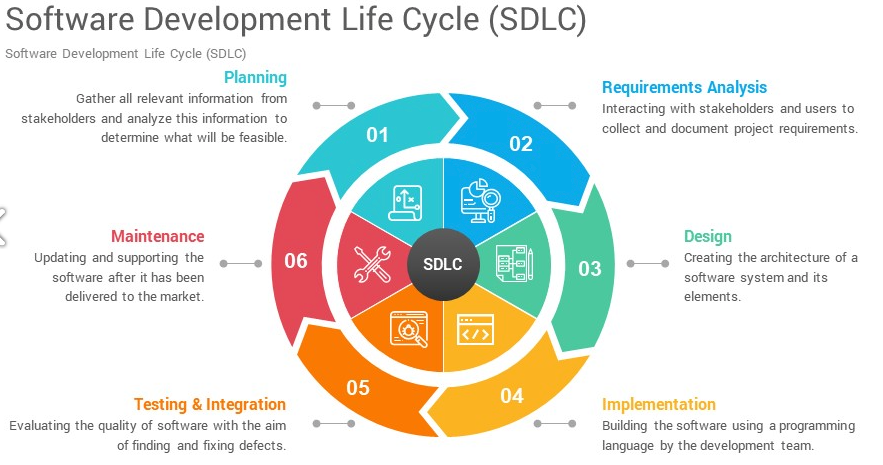 Software Development Life Cycle (SDLC)
Software Development Life Cycle (SDLC)
Planning
Gather all relevant information from
stakeholders and analyze this information to
determine what will be feasible.
01
02
Requirements Analysis
Interacting with stakeholders and users to
collect and document project requirements.
Maintenance
Updating and supporting the
software after it has been
delivered to the market.
06
SDLC
03
Design
Creating the architecture of a
software system and its
elements.
Testing & Integration
Evaluating the quality of software with the aim
of finding and fixing defects.
05
04
Implementation
Building the software using a programming
language by the development team.